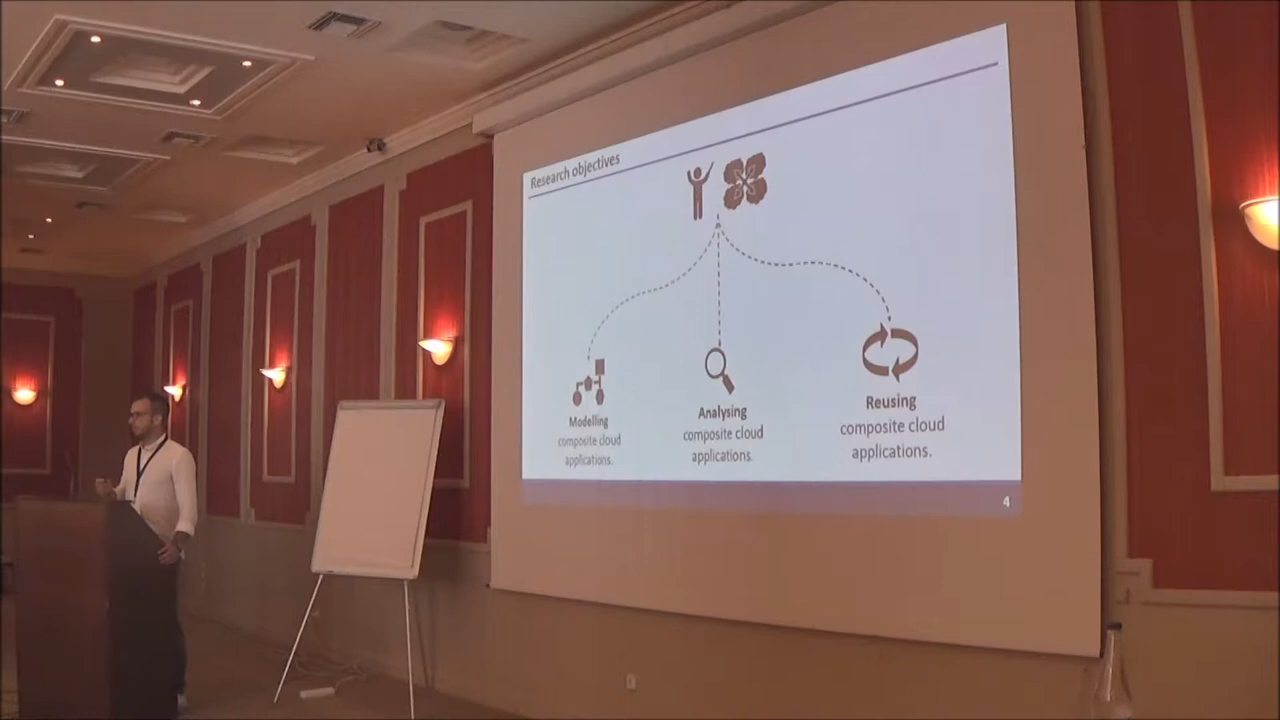 Research objectives
Modelling
composite cloud
applications.
Analysing
composite cloud
applications.
Reusing
composite cloud
applications.
4